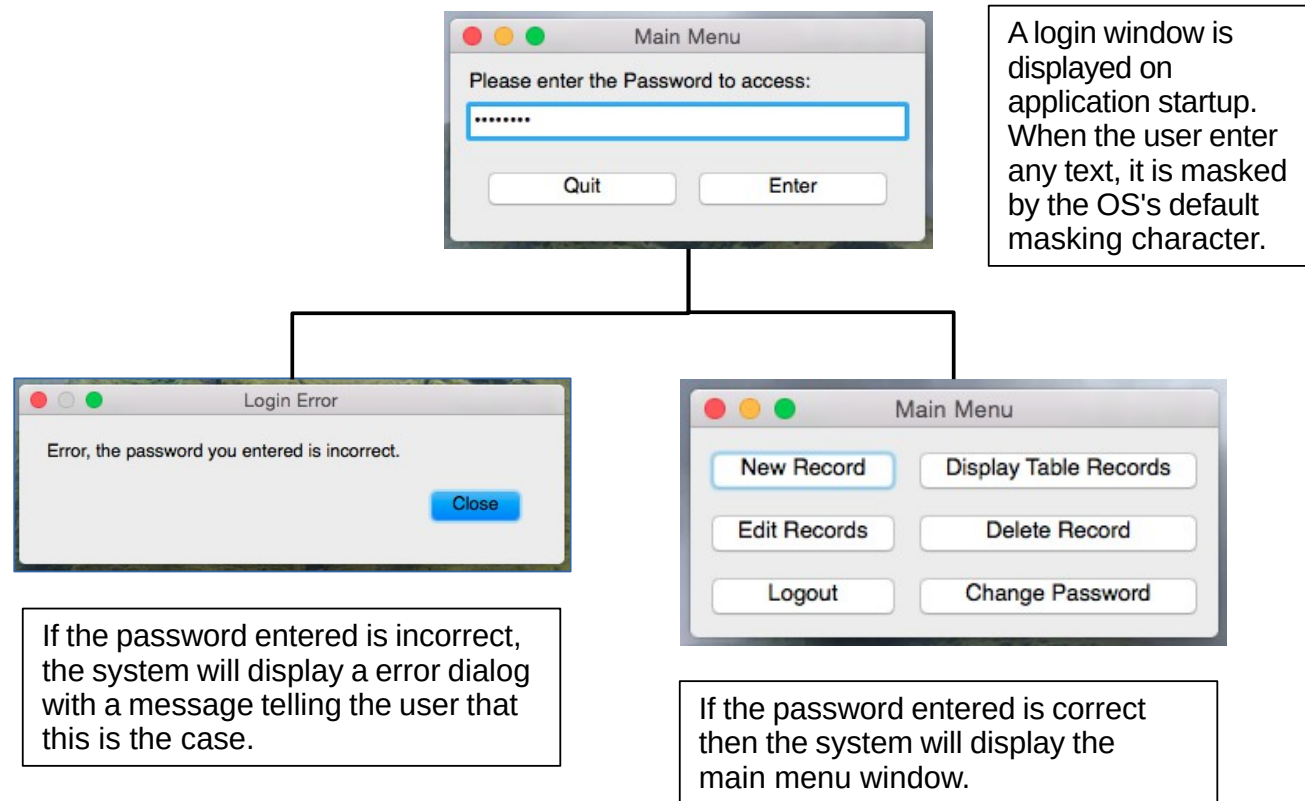 Main Menu
Please enter the Password to access:
••••••••
Quit
Enter
A login window is
displayed on
application startup.
When the user enter
any text, it is masked
by the OS's default
masking character.
Login Error
Error, the password you entered is incorrect.
Close
If the password entered is incorrect,
the system will display a error dialog
with a message telling the user that
this is the case.
Main Menu
New Record
Display Table Records
Edit Records
Delete Record
Logout
Change Password
If the password entered is correct
then the system will display the
main menu window.